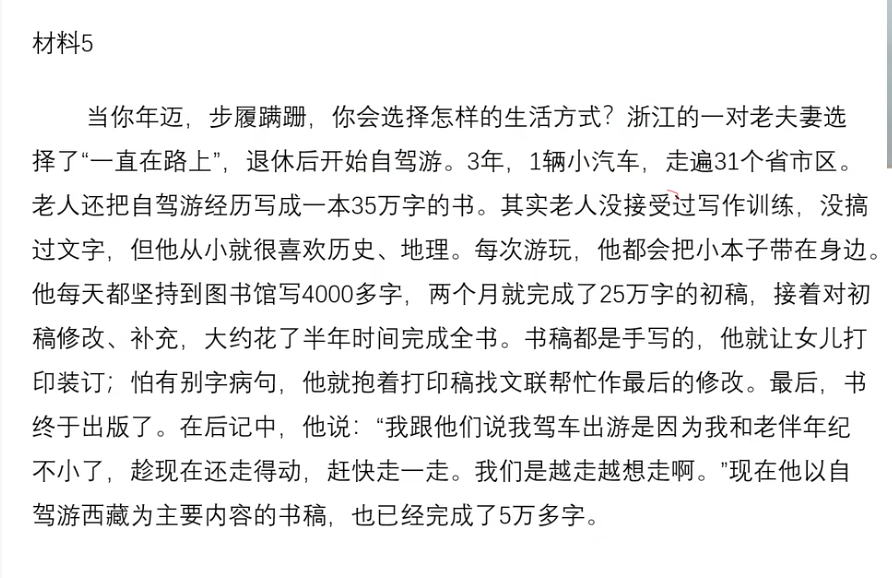 材料5
当你年迈，步履蹒跚，你会选择怎样的生活方式？浙江的一对老夫妻选
择了“一直在路上”，退休后开始自驾游。3年，1辆小汽车，走遍31个省市区。
老人还把自驾游经历写成一本35万字的书。其实老人没接受过写作训练，没搞
过文字，但他从小就很喜欢历史、地理。每次游玩，他都会把小本子带在身边。
他每天都坚持到图书馆写4000多字，两个月就完成了25万字的初稿，接着对初
稿修改、补充，大约花了半年时间完成全书。书稿都是手写的，他就让女儿打
印装订；怕有别字病句，他就抱着打印稿找文联帮忙作最后的修改。最后，书
终于出版了。在后记中，他说：“我跟他们说我驾车出游是因为我和老伴年纪
不小了，趁现在还走得动，赶快走一走。我们是越走越想走啊。”现在他以自
驾游西藏为主要内容的书稿，也已经完成了5万多字。